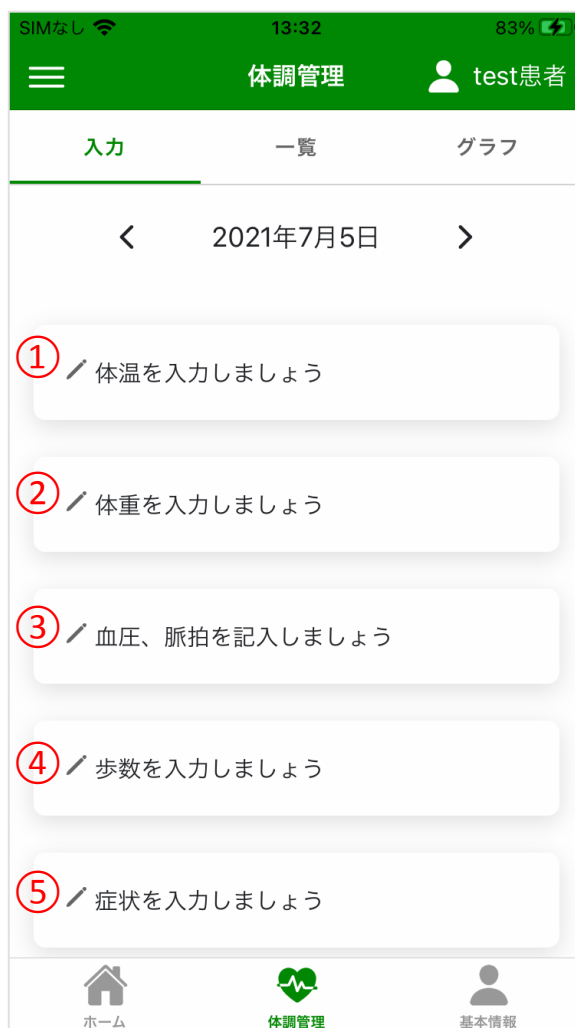 SIMなし 13:32 83%
体調管理 test患者
入力 一覧 グラフ
2021年7月5日
① 体温を入力しましょう
② 体重を入力しましょう
③ 血圧、脈拍を記入しましょう
④ 歩数を入力しましょう
⑤ 症状を入力しましょう
ホーム 体調管理 基本情報